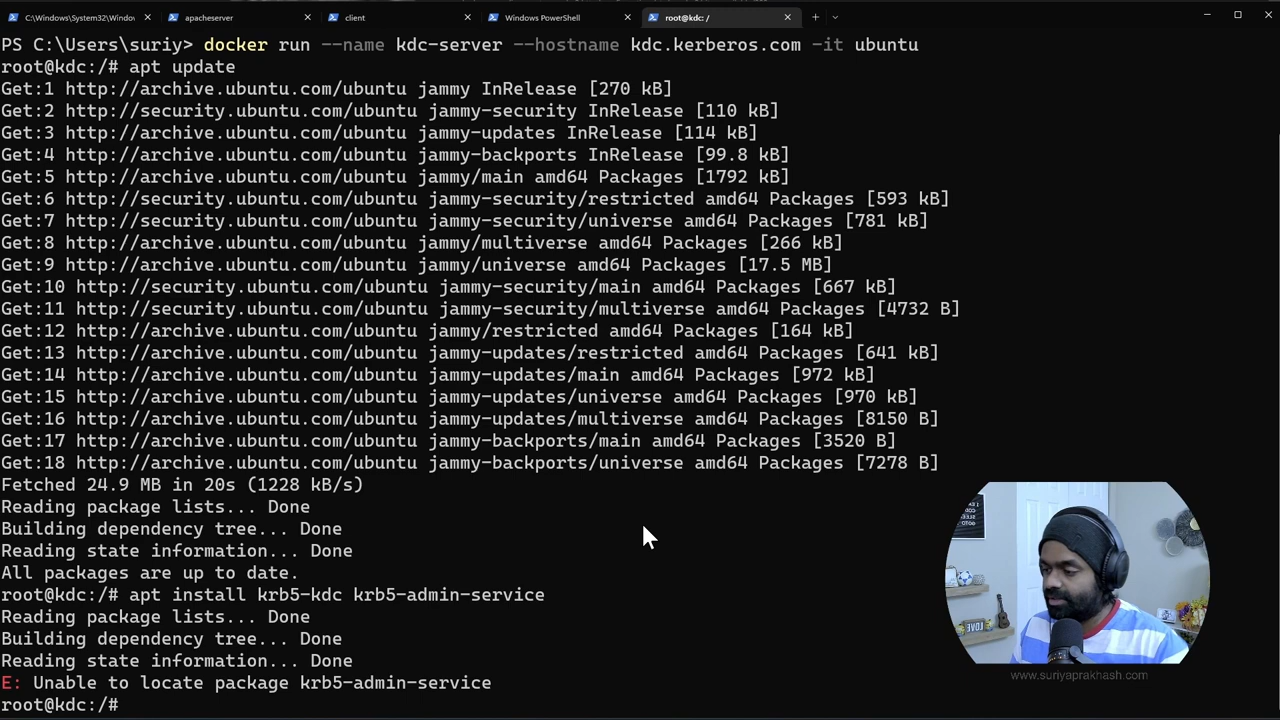 C:\Windows\System32\Windo
apacheserver
client
Windows PowerShell
root@kdc: /
PS C:\Users\suriy> docker run --name kdc-server --hostname kdc.kerberos.com -it ubuntu
root@kdc:/# apt update
Get:1 http://archive.ubuntu.com/ubuntu jammy InRelease [270 kB]
Get:2 http://security.ubuntu.com/ubuntu jammy-security InRelease [110 kB]
Get:3 http://archive.ubuntu.com/ubuntu jammy-updates InRelease [114 kB]
Get:4 http://archive.ubuntu.com/ubuntu jammy-backports InRelease [99.8 kB]
Get:5 http://archive.ubuntu.com/ubuntu jammy/main amd64 Packages [1792 kB]
Get:6 http://security.ubuntu.com/ubuntu jammy-security/restricted amd64 Packages [593 kB]
Get:7 http://security.ubuntu.com/ubuntu jammy-security/universe amd64 Packages [781 kB]
Get:8 http://archive.ubuntu.com/ubuntu jammy/multiverse amd64 Packages [266 kB]
Get:9 http://archive.ubuntu.com/ubuntu jammy/universe amd64 Packages [17.5 MB]
Get:10 http://security.ubuntu.com/ubuntu jammy-security/main amd64 Packages [667 kB]
Get:11 http://security.ubuntu.com/ubuntu jammy-security/multiverse amd64 Packages [4732 B]
Get:12 http://archive.ubuntu.com/ubuntu jammy/restricted amd64 Packages [164 kB]
Get:13 http://archive.ubuntu.com/ubuntu jammy-updates/restricted amd64 Packages [641 kB]
Get:14 http://archive.ubuntu.com/ubuntu jammy-updates/main amd64 Packages [972 kB]
Get:15 http://archive.ubuntu.com/ubuntu jammy-updates/universe amd64 Packages [970 kB]
Get:16 http://archive.ubuntu.com/ubuntu jammy-updates/multiverse amd64 Packages [8150 B]
Get:17 http://archive.ubuntu.com/ubuntu jammy-backports/main amd64 Packages [3520 B]
Get:18 http://archive.ubuntu.com/ubuntu jammy-backports/universe amd64 Packages [7278 B]
Fetched 24.9 MB in 20s (1228 kB/s)
Reading package lists... Done
Building dependency tree... Done
Reading state information... Done
All packages are up to date.
root@kdc:/# apt install krb5-kdc krb5-admin-service
Reading package lists... Done
Building dependency tree... Done
Reading state information... Done
E: Unable to locate package krb5-admin-service
root@kdc:/#
LOVE
www.suriyaprakhash.com